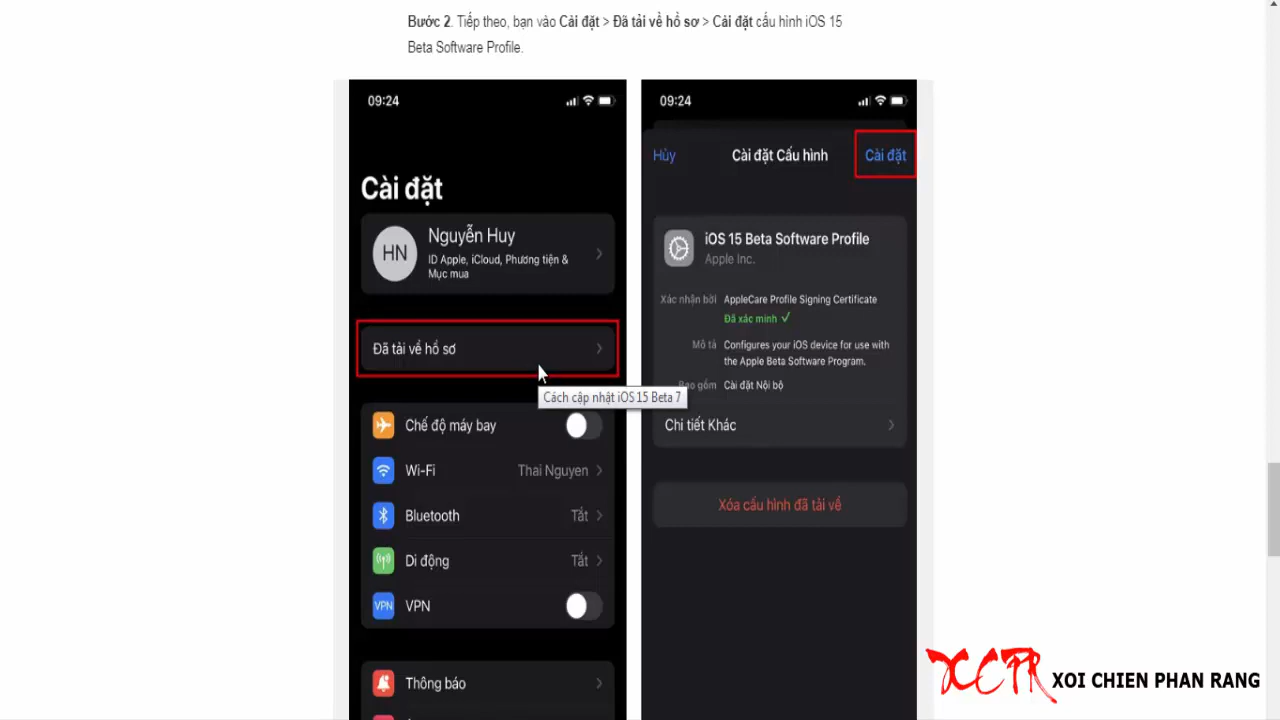 Bước 2. Tiếp theo, bạn vào Cài đặt > Đã tải về hồ sơ > Cài đặt cấu hình iOS 15
Beta Software Profile.
09:24
Cài đặt
HN
Nguyễn Huy
ID Apple, iCloud, Phương tiện &
Mục mua
Đã tải về hồ sơ
Cách cập nhật iOS 15 Beta 7
Chế độ máy bay
Wi-Fi Thai Nguyen
Bluetooth Tắt
Di động Tắt
VPN VPN
Thông báo
09:24
Hủy Cài đặt Cấu hình Cài đặt
iOS 15 Beta Software Profile
Apple Inc.
Xác nhận bởi AppleCare Profile Signing Certificate
Đã xác minh ✓
Mô tả Configures your iOS device for use with
the Apple Beta Software Program.
Bao gồm Cài đặt Nội bộ
Chi tiết Khác
Xóa cấu hình đã tải về
XCPR XOI CHIEN PHAN RANG